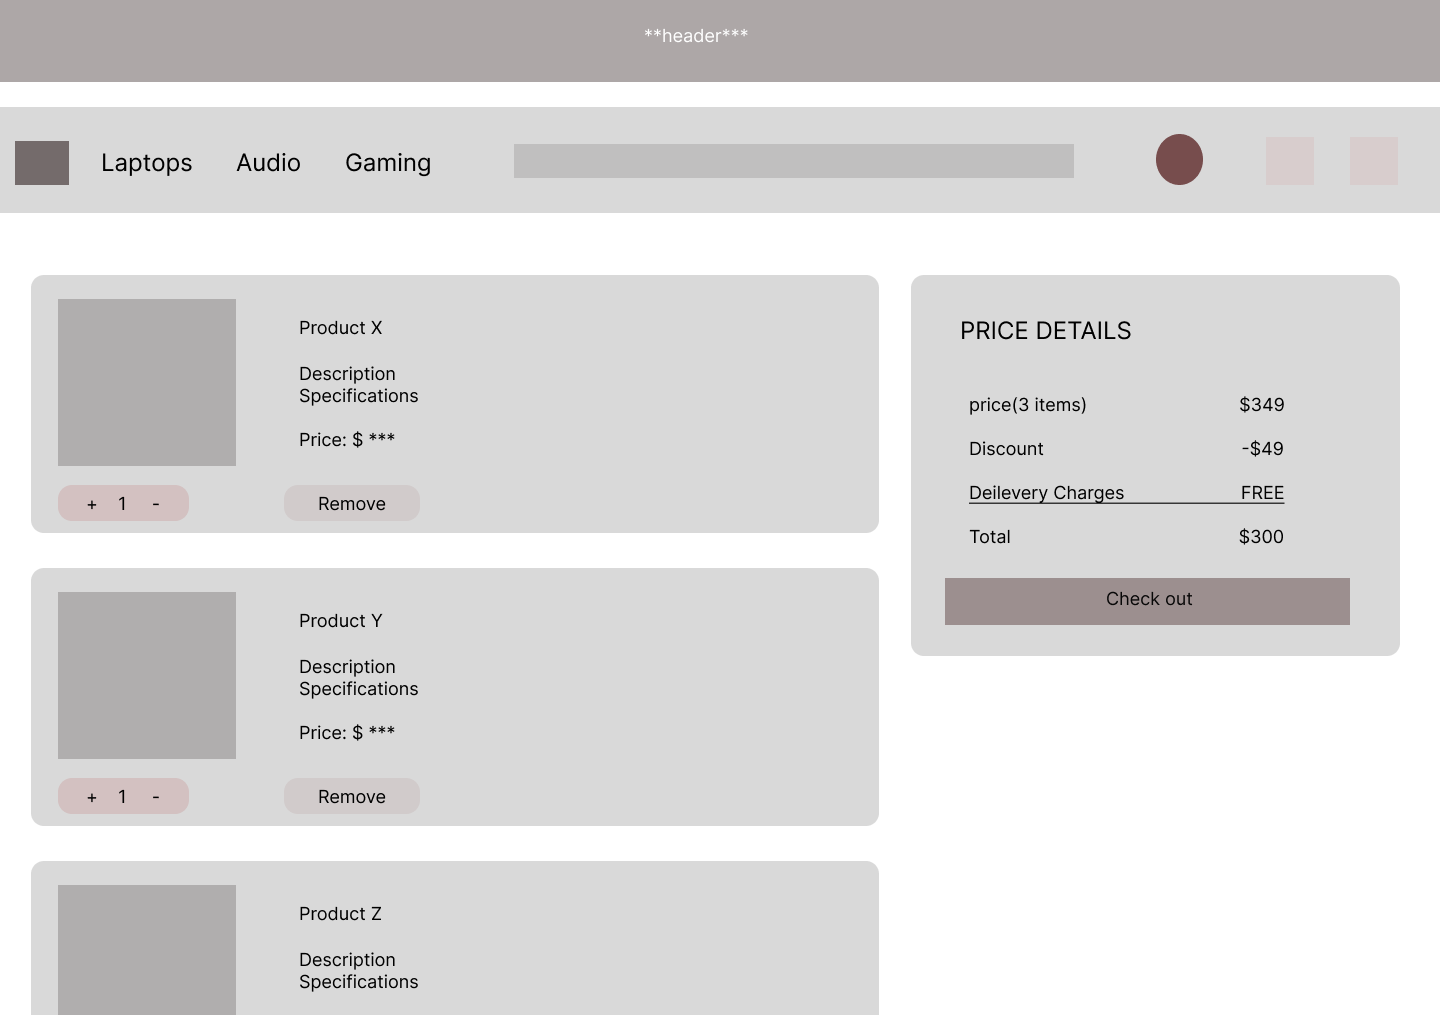 **header***
Laptops Audio Gaming
Product X
Description
Specifications
Price: $ ***
+ 1 -
Remove
Product Y
Description
Specifications
Price: $ ***
+ 1 -
Remove
Product Z
Description
Specifications
PRICE DETAILS
price(3 items) $349
Discount -$49
Deilevery Charges FREE
Total $300
Check out